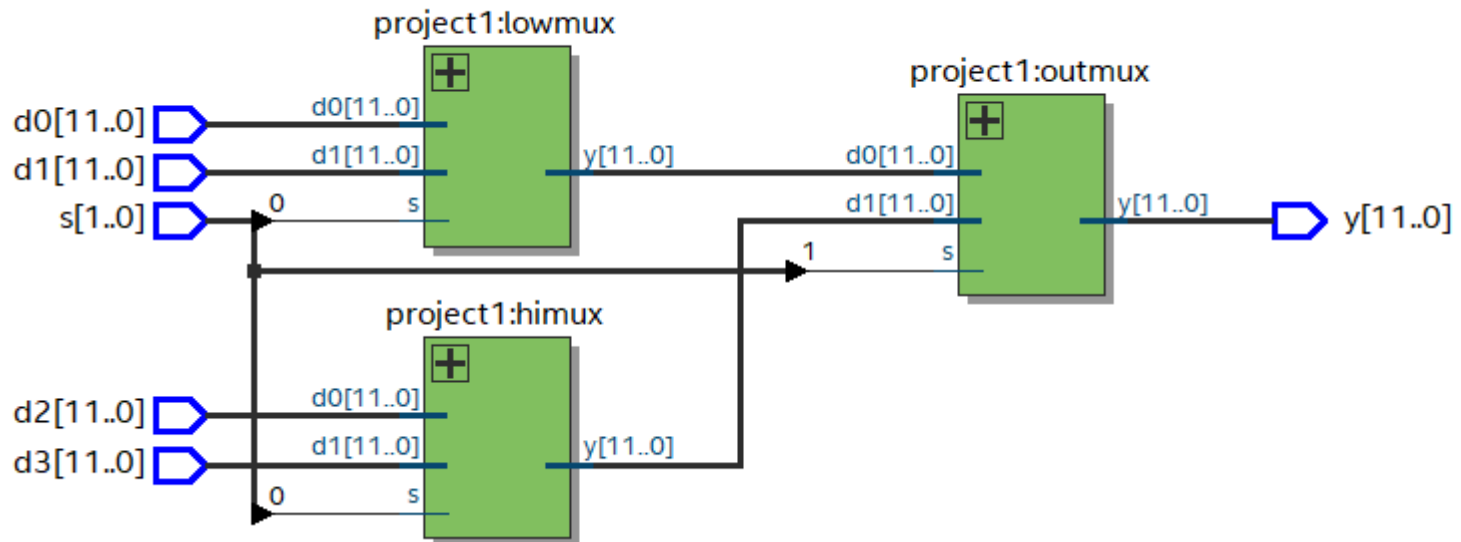 project1:lowmux
project1:outmux
d0[11..0]
d0[11..0]
d1[11..0]
d1[11..0]
y[11..0]
d0[11..0]
s[1..0]
0
s
d1[11..0]
y[11..0]
y[11..0]
1
s
project1:himux
d2[11..0]
d0[11..0]
d3[11..0]
d1[11..0]
y[11..0]
0
s